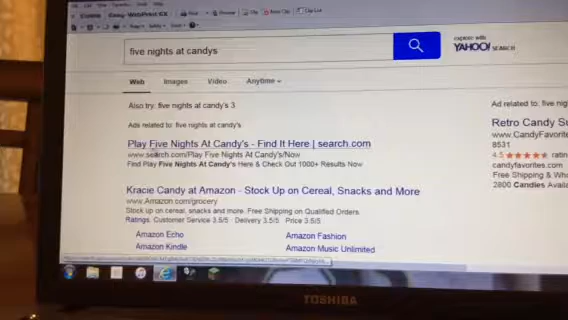 five nights at candys
YAHOO! SEARCH
Web Images Video Anytime
Also try: five nights at candy's 3
Ads related to: five nights at candy's
Play Five Nights At Candy's - Find It Here | search.com
www.search.com/Play Five Nights At Candy's/Now
Find Play Five Nights At Candy's Here & Check Out 1000+ Results Now
Kracie Candy at Amazon - Stock Up on Cereal, Snacks and More
www.Amazon.com/grocery
Stock up on cereal, snacks and more. Free Shipping on Qualified Orders.
Ratings: Customer Service 3.5/5 · Delivery 3.5/5 · Price 3.5/5
Amazon Echo Amazon Fashion
Amazon Kindle Amazon Music Unlimited
Ad related to: five nig
Retro Candy Su
www.CandyFavorite
8531
4.5 ratin
candyfavorites.com
Free Shipping & Who
2800 Candies Availa
TOSHIBA